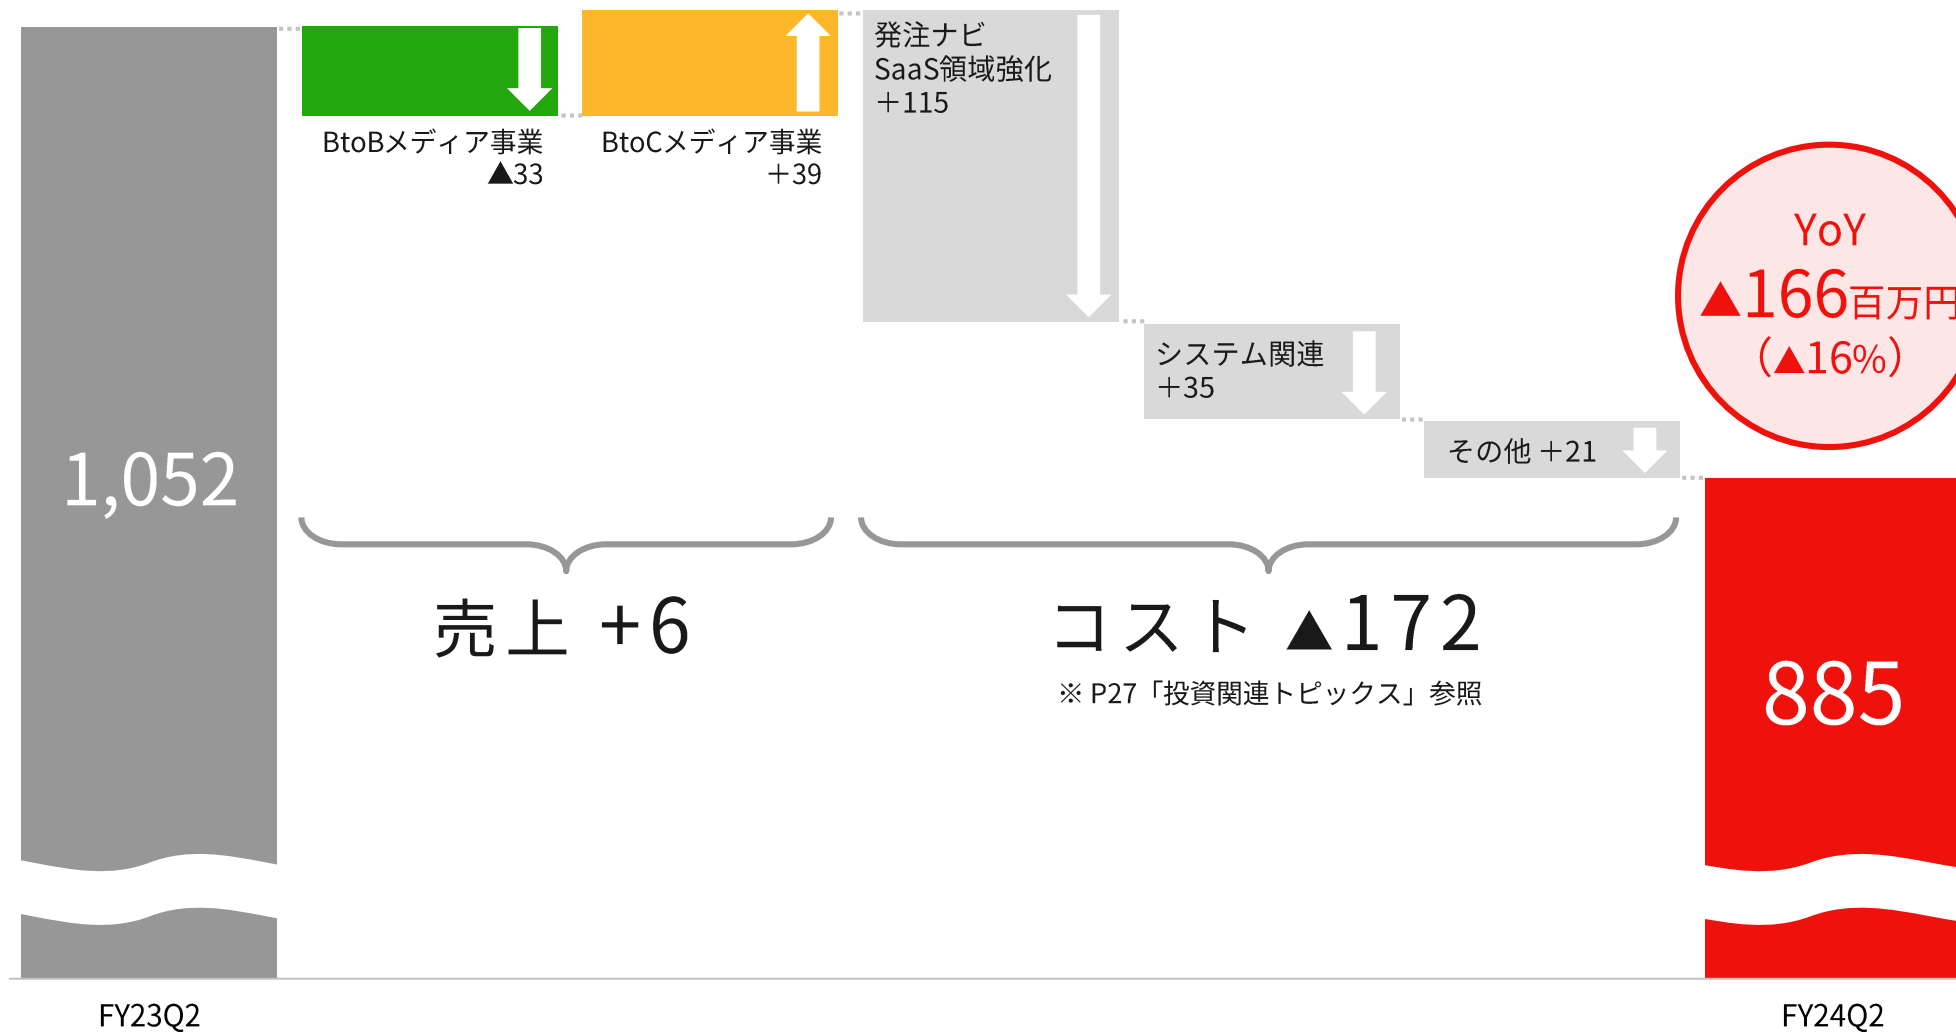 1,052
BtoBメディア事業
▲33
BtoCメディア事業
＋39
発注ナビ
SaaS領域強化
＋115
システム関連
＋35
その他 ＋21
YoY
▲166百万円
（▲16%）
売上 +6
コスト ▲172
※ P27「投資関連トピックス」参照
885
FY23Q2
FY24Q2